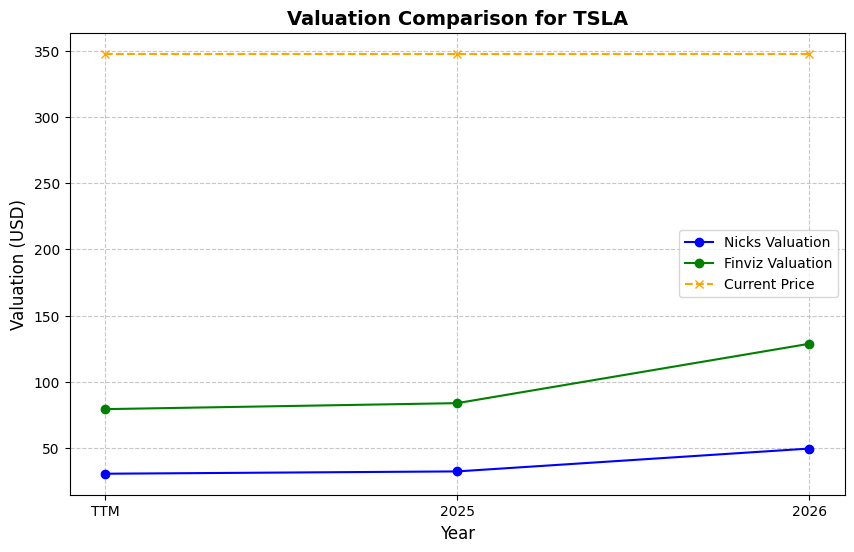 Valuation Comparison for TSLA
Valuation (USD)
350
300
250
200
150
100
50
Nicks Valuation
Finviz Valuation
Current Price
TTM
2025
2026
Year